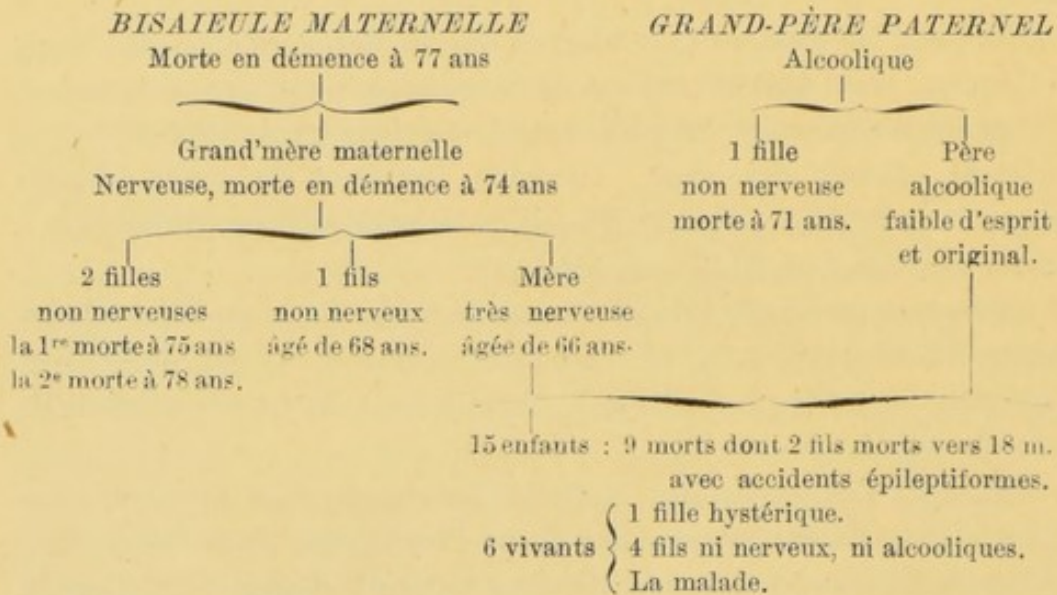 BISAIEULE MATERNELLE
Morte en démence à 77 ans
Grand'mère maternelle
Nerveuse, morte en démence à 74 ans
2 filles
non nerveuses
la 1re morte à 75 ans
la 2e morte à 78 ans.
1 fils
non nerveux
âgé de 68 ans.
Mère
très nerveuse
âgée de 66 ans.
GRAND-PÈRE PATERNEL
Alcoolique
1 fille
non nerveuse
morte à 71 ans.
Père
alcoolique
faible d'esprit
et original.
15 enfants : 9 morts dont 2 fils morts vers 18 m.
avec accidents épileptiformes.
6 vivants
1 fille hystérique.
4 fils ni nerveux, ni alcooliques.
La malade.